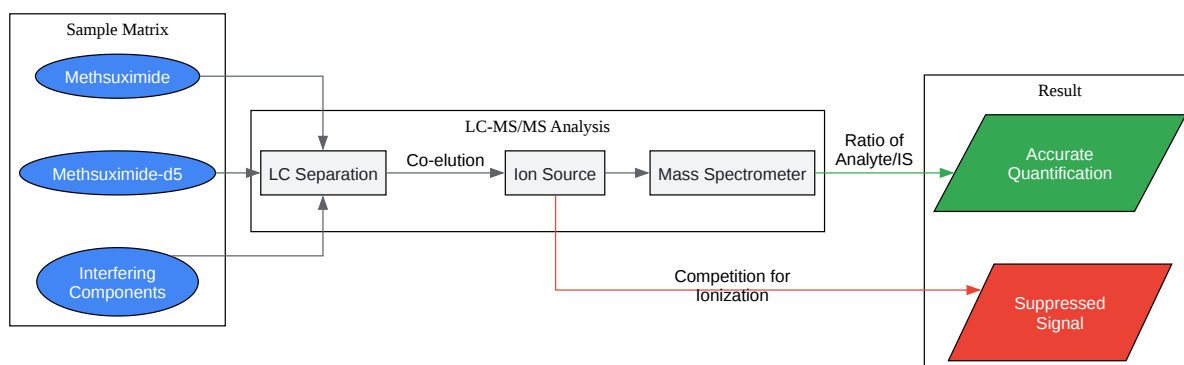 Sample Matrix
Methsuximide
Methsuximide-d5
Interfering
Components
LC-MS/MS Analysis
LC Separation
Co-elution
Ion Source
Mass Spectrometer
Ratio of
Analyte/IS
Competition for
Ionization
Result
Accurate
Quantification
Suppressed
Signal